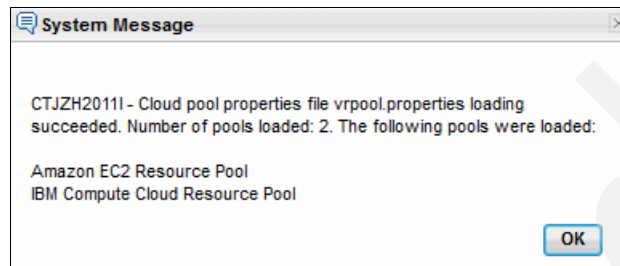 System Message
CTJZH2011I - Cloud pool properties file vrpool.properties loading
succeeded. Number of pools loaded: 2. The following pools were loaded:
Amazon EC2 Resource Pool
IBM Compute Cloud Resource Pool
OK